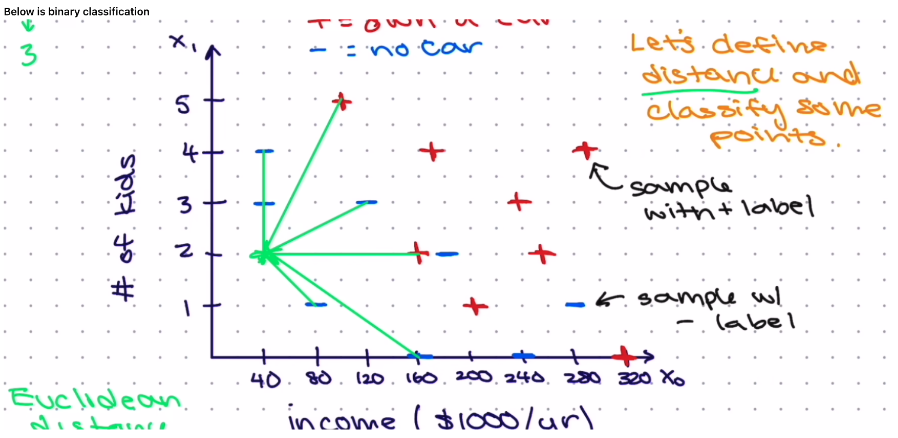 Below is binary classification
+ = own a car
- = no car
3
Let's define
distance and
classify some
points.
X₁
5
4
3
2
1
# of kids
sample
with + label
sample w/
- label
40 80 120 160 200 240 280 320 X₀
Euclidean
distance
income ($1000/yr)